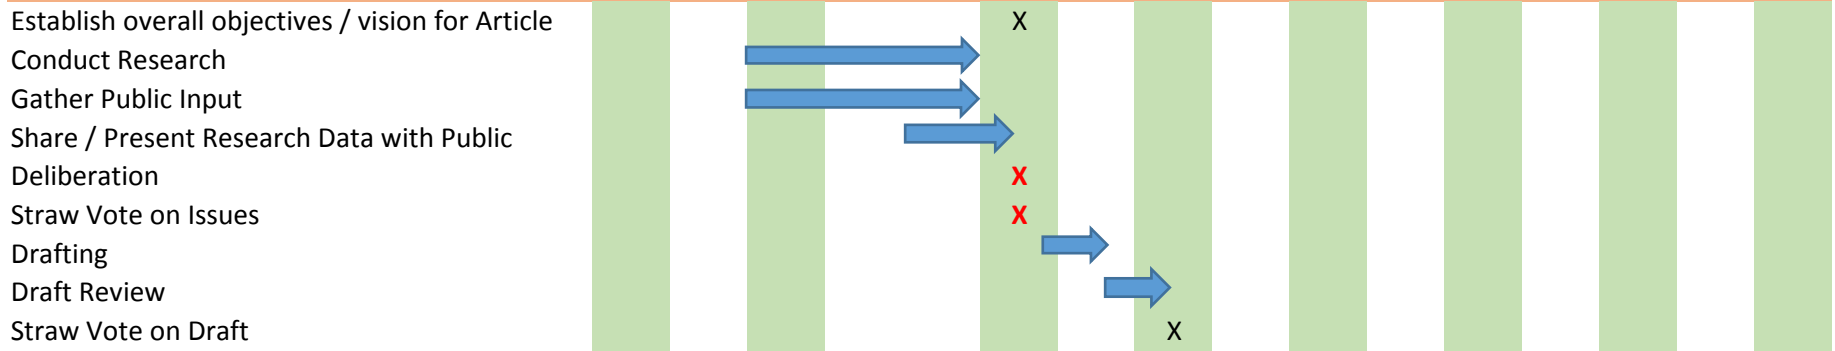 Establish overall objectives / vision for Article X
Conduct Research
Gather Public Input
Share / Present Research Data with Public
Deliberation X
Straw Vote on Issues X
Drafting
Draft Review
Straw Vote on Draft X